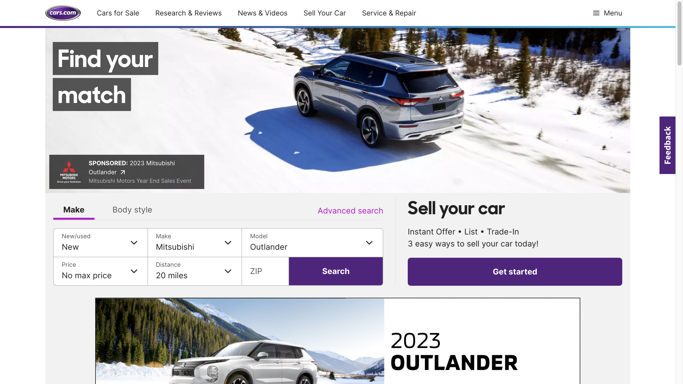 cars.com
Cars for Sale
Research & Reviews
News & Videos
Sell Your Car
Service & Repair
Menu
Find your
match
SPONSORED: 2023 Mitsubishi
Outlander
Mitsubishi Motors Year End Sales Event
MITSUBISHI
MOTORS
Feedback
Make
Body style
Advanced search
New/used
New
Make
Mitsubishi
Model
Outlander
Price
No max price
Distance
20 miles
ZIP
Search
Sell your car
Instant Offer • List • Trade-In
3 easy ways to sell your car today!
Get started
2023
OUTLANDER